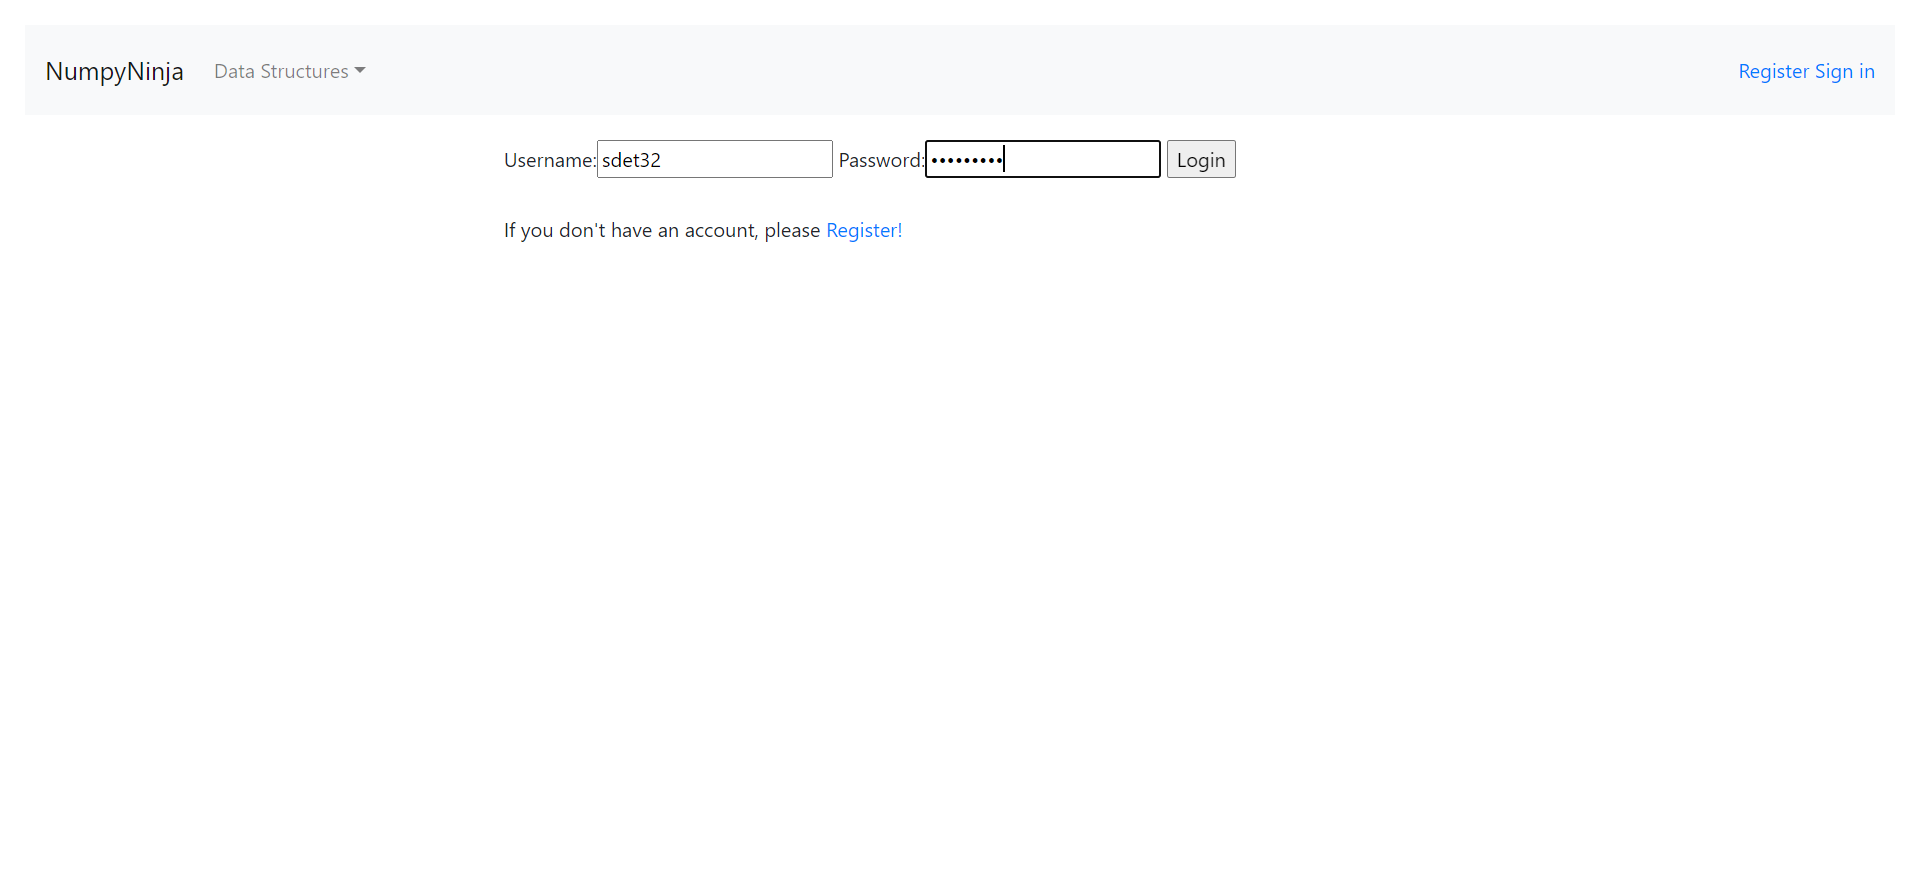 NumpyNinja Data Structures Register Sign in
Username: sdet32 Password: ••••••••• Login
If you don't have an account, please Register!